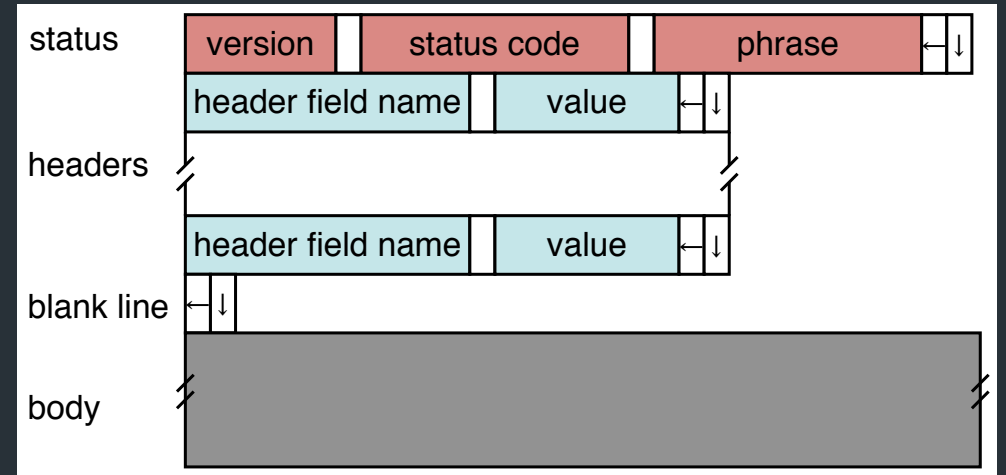 status version status code phrase ← ↓
header field name value ← ↓
headers
header field name value ← ↓
blank line ← ↓
body